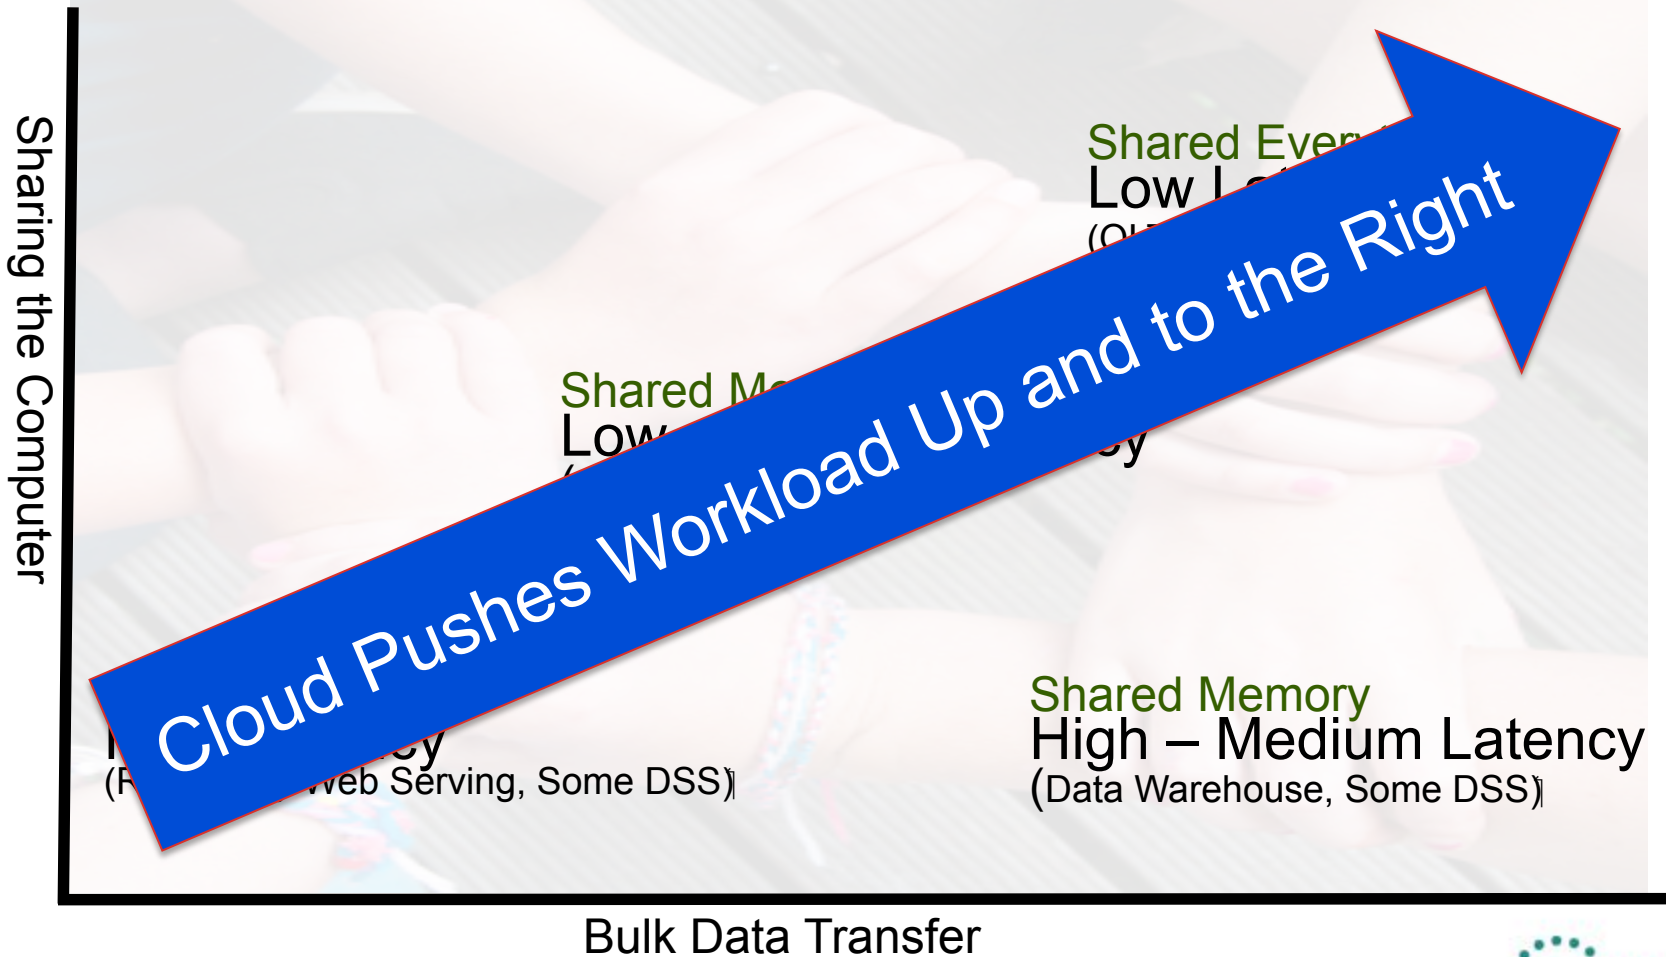 Sharing the Computer
Shared
Low
Shared
Low
Cloud Pushes Workload Up and to the Right
Shared Memory
High – Medium Latency
(Data Warehouse, Some DSS)
Web Serving, Some DSS)
Bulk Data Transfer